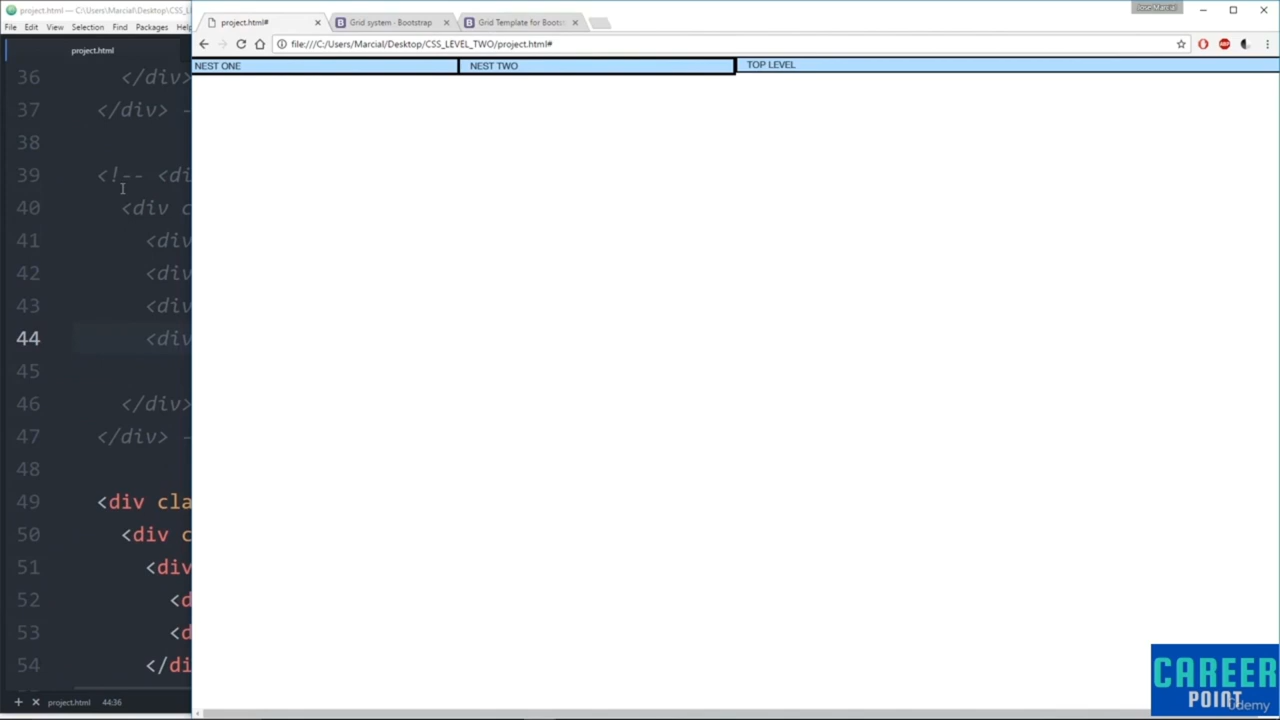 project.html — C:\Users\Marcial\Desktop\CSS_LEVEL_TWO
File Edit View Selection Find Packages Help
project.html
36 </div>
37 </div> -
38
39 <!-- <di
40 <div c
41 <div
42 <div
43 <div
44 <div
45
46 </div>
47 </div> -
48
49 <div cla
50 <div c
51 <div
52 <d
53 <d
54 </di
project.html 44:36
Jose Marcial
project.html#
Grid system · Bootstrap
Grid Template for Boots
file:///C:/Users/Marcial/Desktop/CSS_LEVEL_TWO/project.html#
NEST ONE
NEST TWO
TOP LEVEL
CAREER
POINT
Udemy